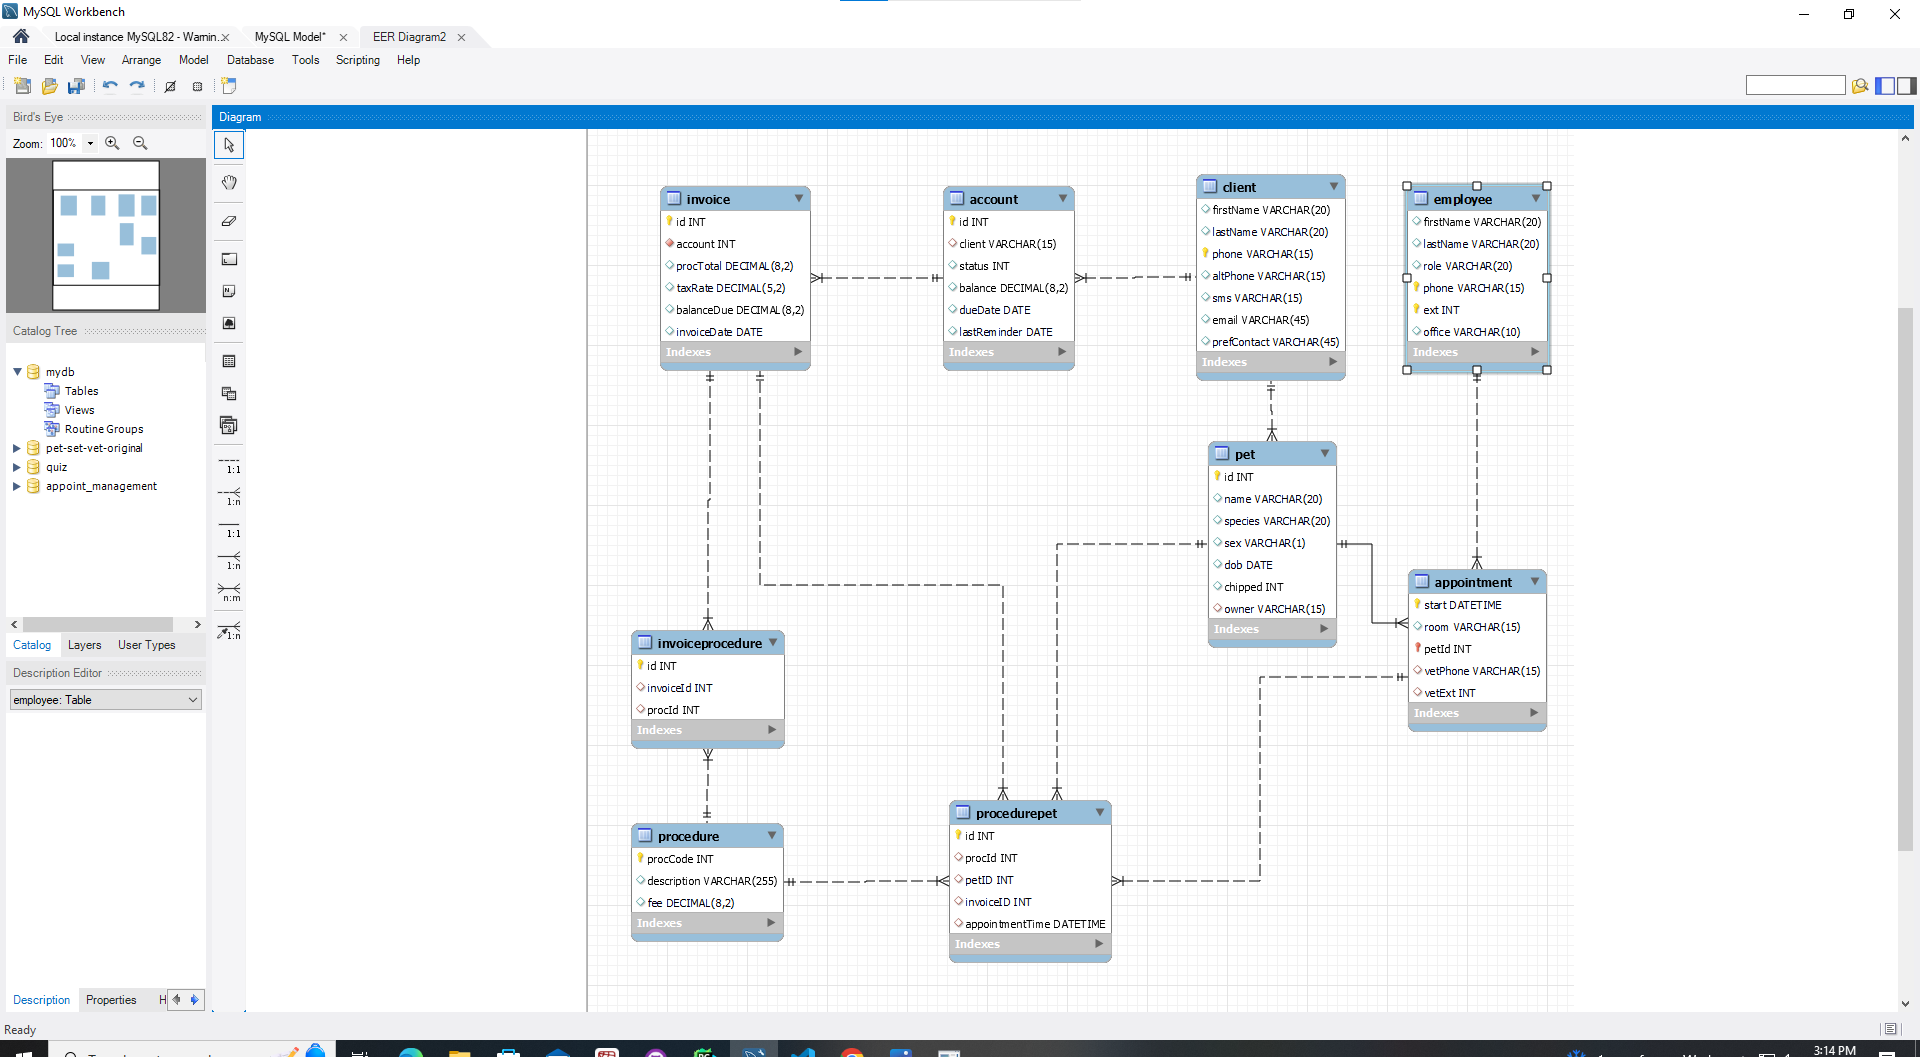 MySQL Workbench
Local instance MySQL82 - Warnin...
MySQL Model*
EER Diagram2
File Edit View Arrange Model Database Tools Scripting Help
Bird's Eye
Diagram
Zoom: 100%
invoice
id INT
account INT
procTotal DECIMAL(8,2)
taxRate DECIMAL(5,2)
balanceDue DECIMAL(8,2)
invoiceDate DATE
Indexes
account
id INT
client VARCHAR(15)
status INT
balance DECIMAL(8,2)
dueDate DATE
lastReminder DATE
Indexes
client
firstName VARCHAR(20)
lastName VARCHAR(20)
phone VARCHAR(15)
altPhone VARCHAR(15)
sms VARCHAR(15)
email VARCHAR(45)
prefContact VARCHAR(45)
Indexes
employee
firstName VARCHAR(20)
lastName VARCHAR(20)
role VARCHAR(20)
phone VARCHAR(15)
ext INT
office VARCHAR(10)
Indexes
Catalog Tree
mydb
Tables
Views
Routine Groups
pet-set-vet-original
quiz
appoint_management
1:1
1:n
1:1
1:n
n:m
1:n
pet
id INT
name VARCHAR(20)
species VARCHAR(20)
sex VARCHAR(1)
dob DATE
chipped INT
owner VARCHAR(15)
Indexes
appointment
start DATETIME
room VARCHAR(15)
petId INT
vetPhone VARCHAR(15)
vetExt INT
Indexes
Catalog Layers User Types
Description Editor
employee: Table
invoiceprocedure
id INT
invoiceId INT
procId INT
Indexes
procedure
procCode INT
description VARCHAR(255)
fee DECIMAL(8,2)
Indexes
procedurepet
id INT
procId INT
petID INT
invoiceID INT
appointmentTime DATETIME
Indexes
Description Properties H
Ready
3:14 PM